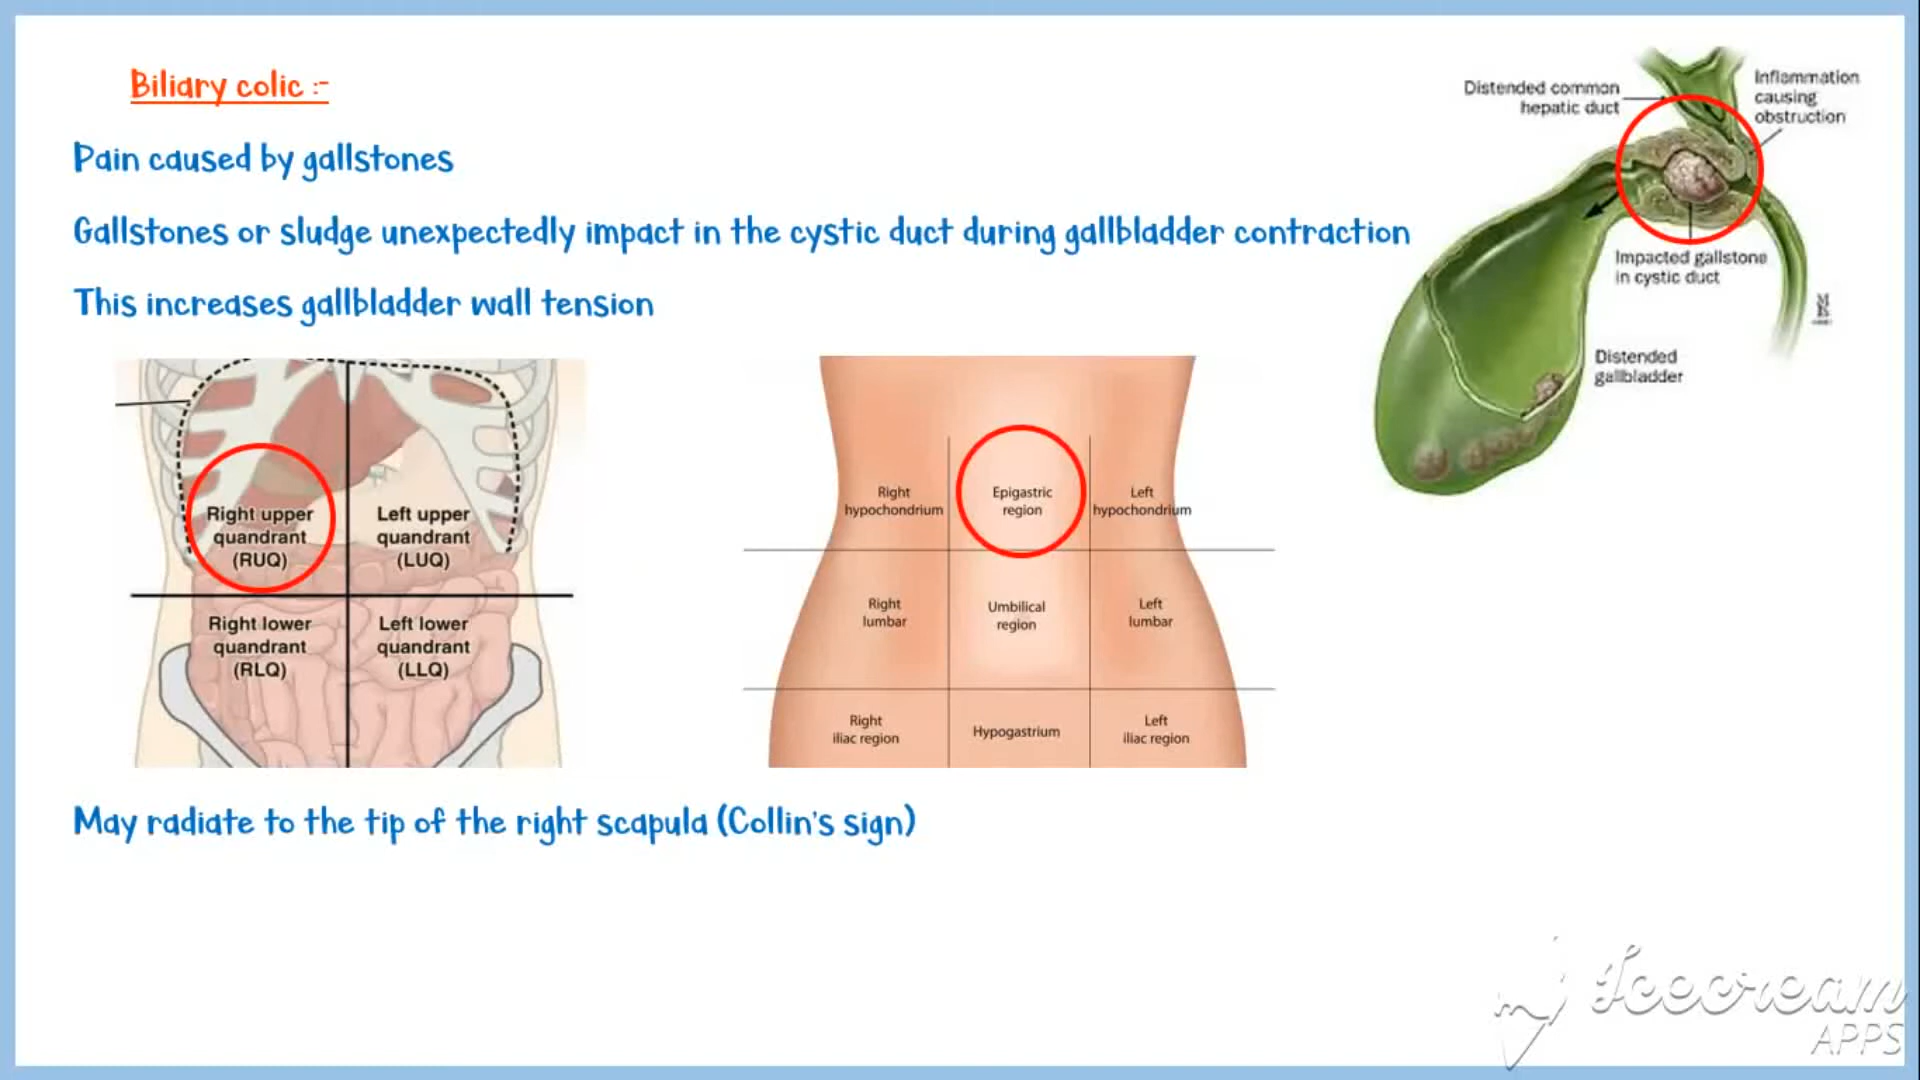 Biliary colic :-
Pain caused by gallstones
Gallstones or sludge unexpectedly impact in the cystic duct during gallbladder contraction
This increases gallbladder wall tension
Distended common
hepatic duct
Inflammation
causing
obstruction
Impacted gallstone
in cystic duct
Distended
gallbladder
Right upper
quandrant
(RUQ)
Left upper
quandrant
(LUQ)
Right lower
quandrant
(RLQ)
Left lower
quandrant
(LLQ)
Right
hypochondrium
Epigastric
region
Left
hypochondrium
Right
lumbar
Umbilical
region
Left
lumbar
Right
iliac region
Hypogastrium
Left
iliac region
May radiate to the tip of the right scapula (Collin's sign)
Icecream
APPS